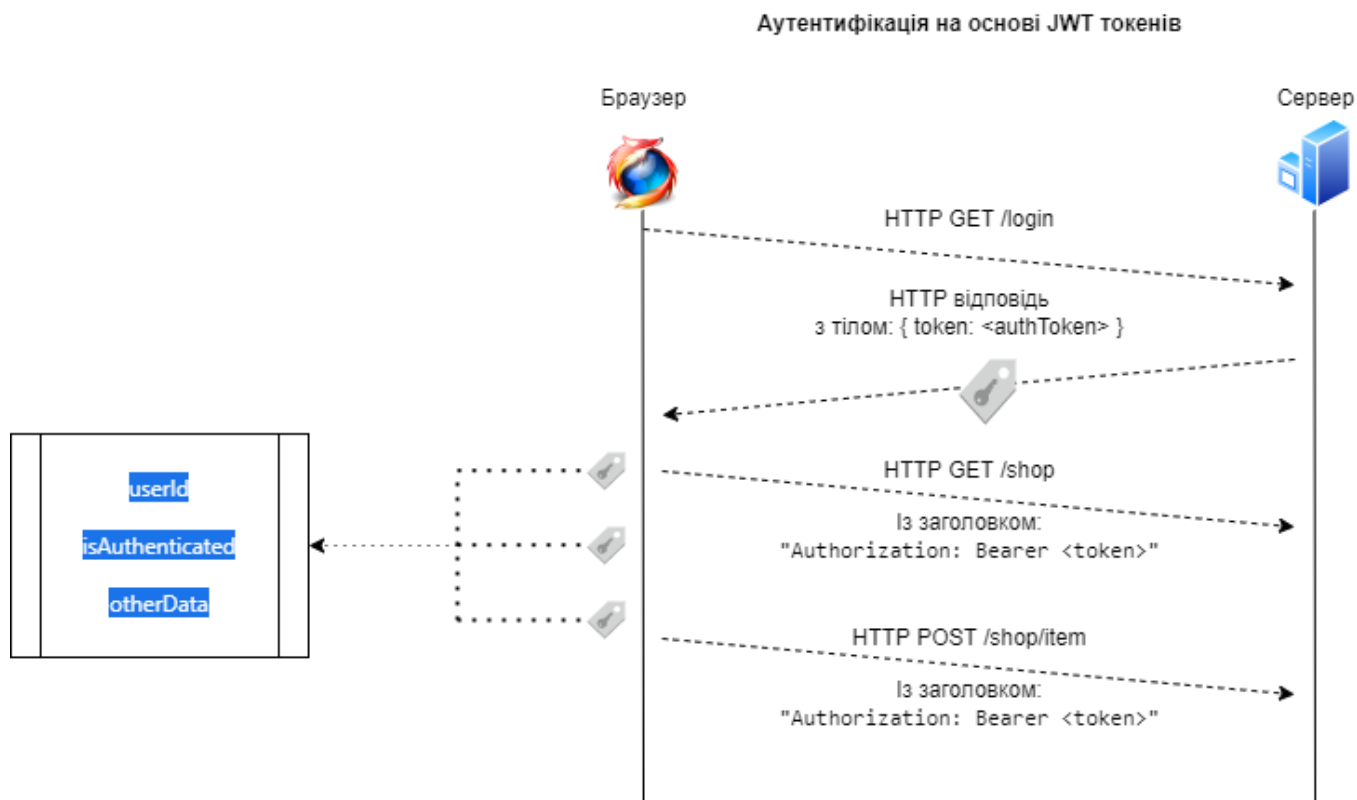 Аутентифікація на основі JWT токенів
Браузер
Сервер
HTTP GET /login
HTTP відповідь
з тілом: { token: <authToken> }
userId
isAuthenticated
otherData
HTTP GET /shop
Із заголовком:
"Authorization: Bearer <token>"
HTTP POST /shop/item
Із заголовком:
"Authorization: Bearer <token>"